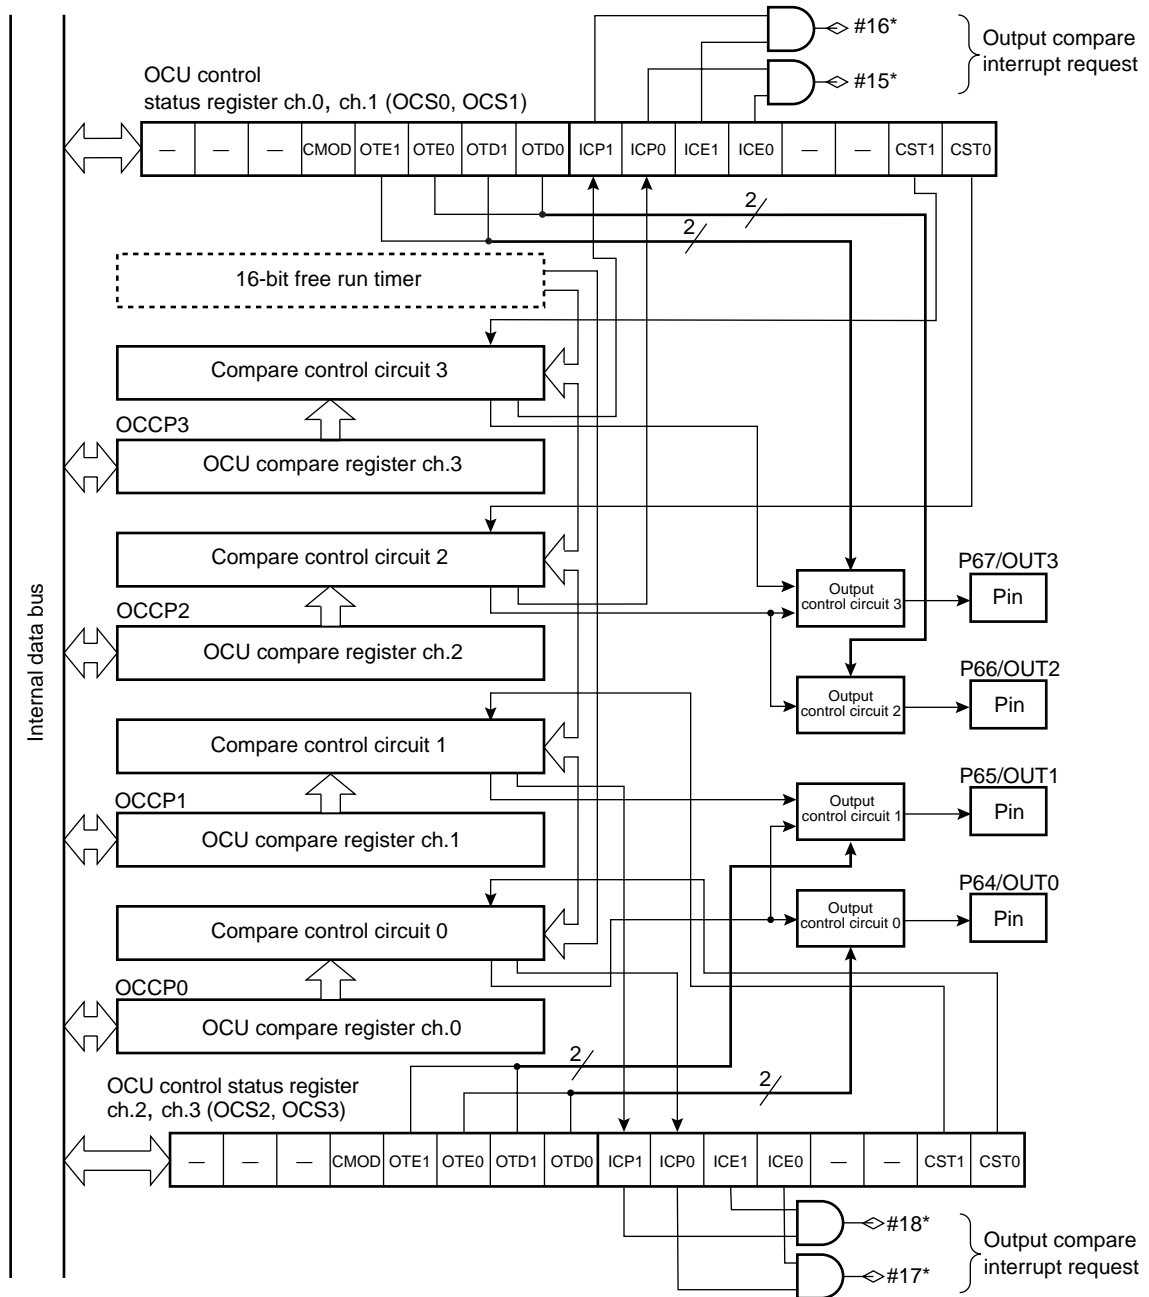 #16*
Output compare
interrupt request
#15*
OCU control
status register ch.0, ch.1 (OCS0, OCS1)
— — — CMOD OTE1 OTE0 OTD1 OTD0 ICP1 ICP0 ICE1 ICE0 — — CST1 CST0
2
2
16-bit free run timer
Compare control circuit 3
OCCP3
OCU compare register ch.3
Compare control circuit 2
OCCP2
OCU compare register ch.2
Output
control circuit 3
P67/OUT3
Pin
Output
control circuit 2
P66/OUT2
Pin
Internal data bus
Compare control circuit 1
OCCP1
OCU compare register ch.1
Output
control circuit 1
P65/OUT1
Pin
Compare control circuit 0
Output
control circuit 0
P64/OUT0
Pin
OCCP0
OCU compare register ch.0
2
2
OCU control status register
ch.2, ch.3 (OCS2, OCS3)
— — — CMOD OTE1 OTE0 OTD1 OTD0 ICP1 ICP0 ICE1 ICE0 — — CST1 CST0
#18*
Output compare
interrupt request
#17*